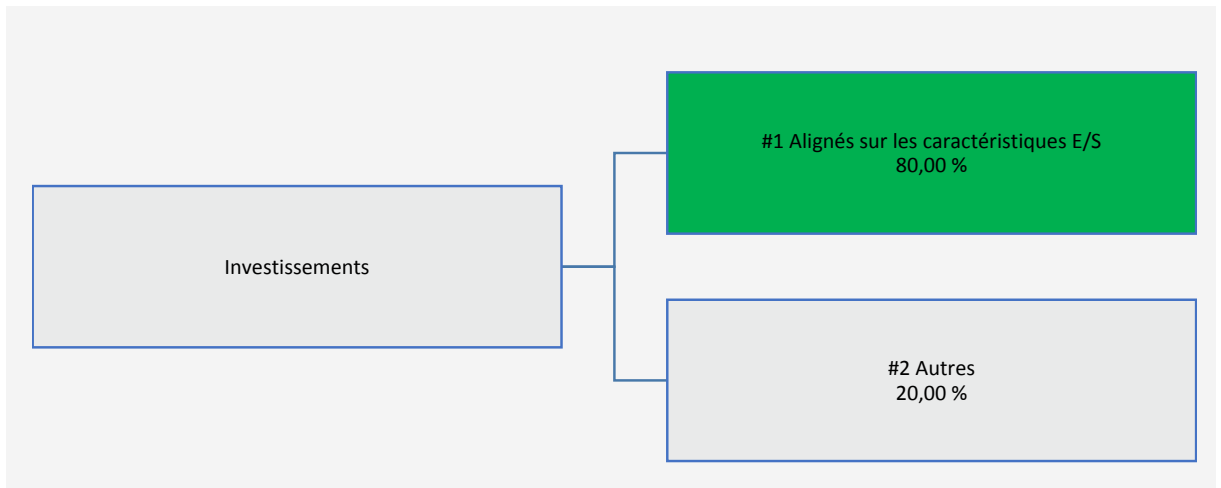 #1 Alignés sur les caractéristiques E/S
80,00 %
Investissements
#2 Autres
20,00 %